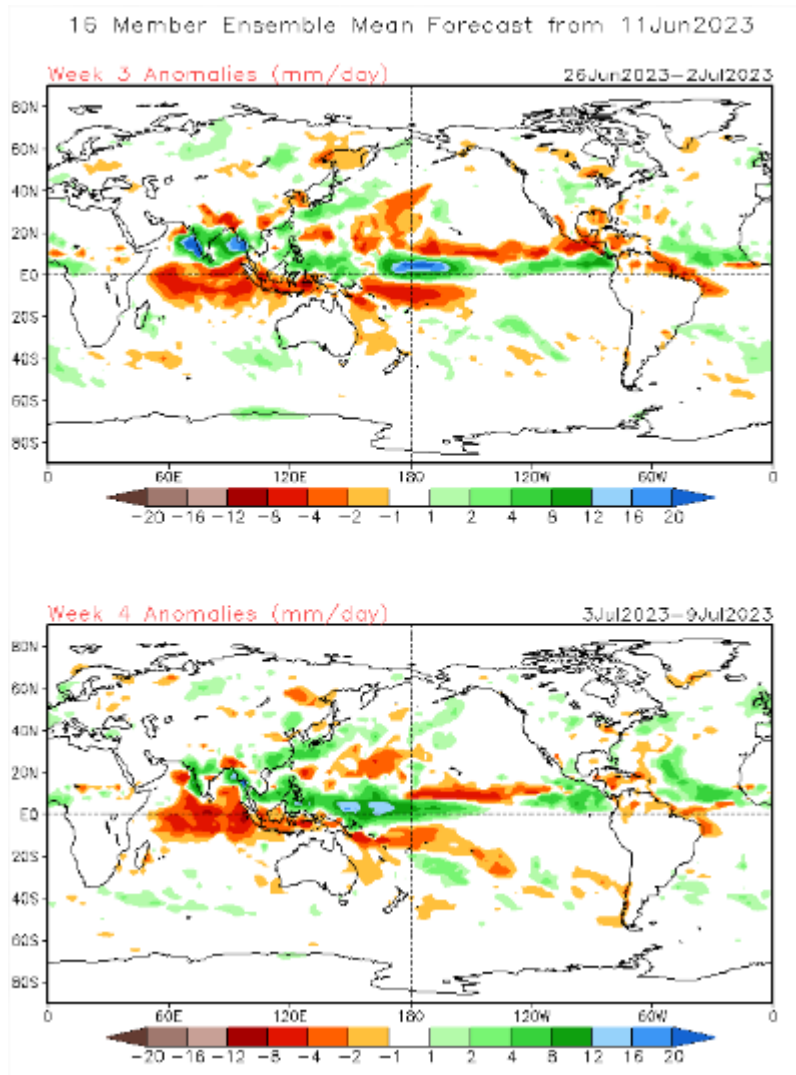 16 Member Ensemble Mean Forecast from 11Jun2023
Week 3 Anomalies (mm/day) 26Jun2023-2Jul2023
80N
60N
40N
20N
EQ
20S
40S
60S
80S
0 60E 120E 180 120W 60W 0
-20 -16 -12 -8 -4 -2 -1 1 2 4 8 12 16 20
Week 4 Anomalies (mm/day) 3Jul2023-9Jul2023
80N
60N
40N
20N
EQ
20S
40S
60S
80S
0 60E 120E 180 120W 60W 0
-20 -16 -12 -8 -4 -2 -1 1 2 4 8 12 16 20